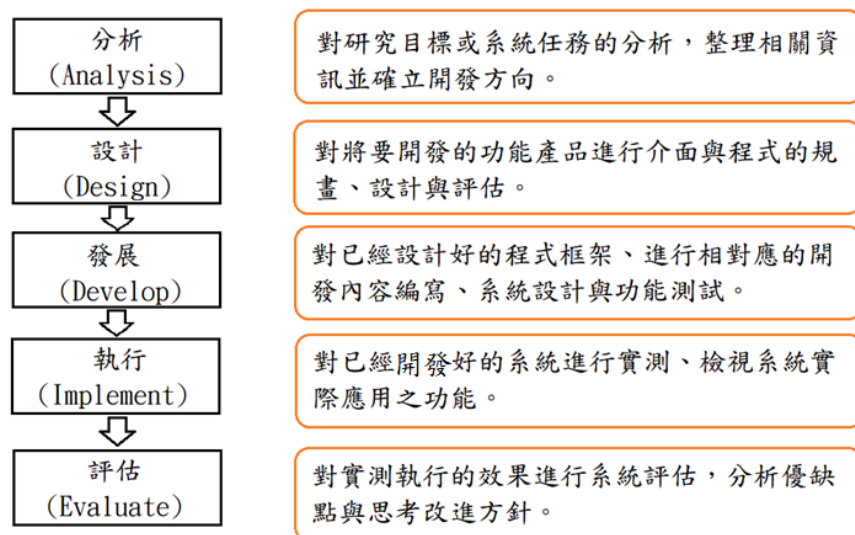 分析
(Analysis)
對研究目標或系統任務的分析，整理相關資
訊並確立開發方向。
設計
(Design)
對將要開發的功能產品進行介面與程式的規
畫、設計與評估。
發展
(Develop)
對已經設計好的程式框架、進行相對應的開
發內容編寫、系統設計與功能測試。
執行
(Implement)
對已經開發好的系統進行實測、檢視系統實
際應用之功能。
評估
(Evaluate)
對實測執行的效果進行系統評估，分析優缺
點與思考改進方針。